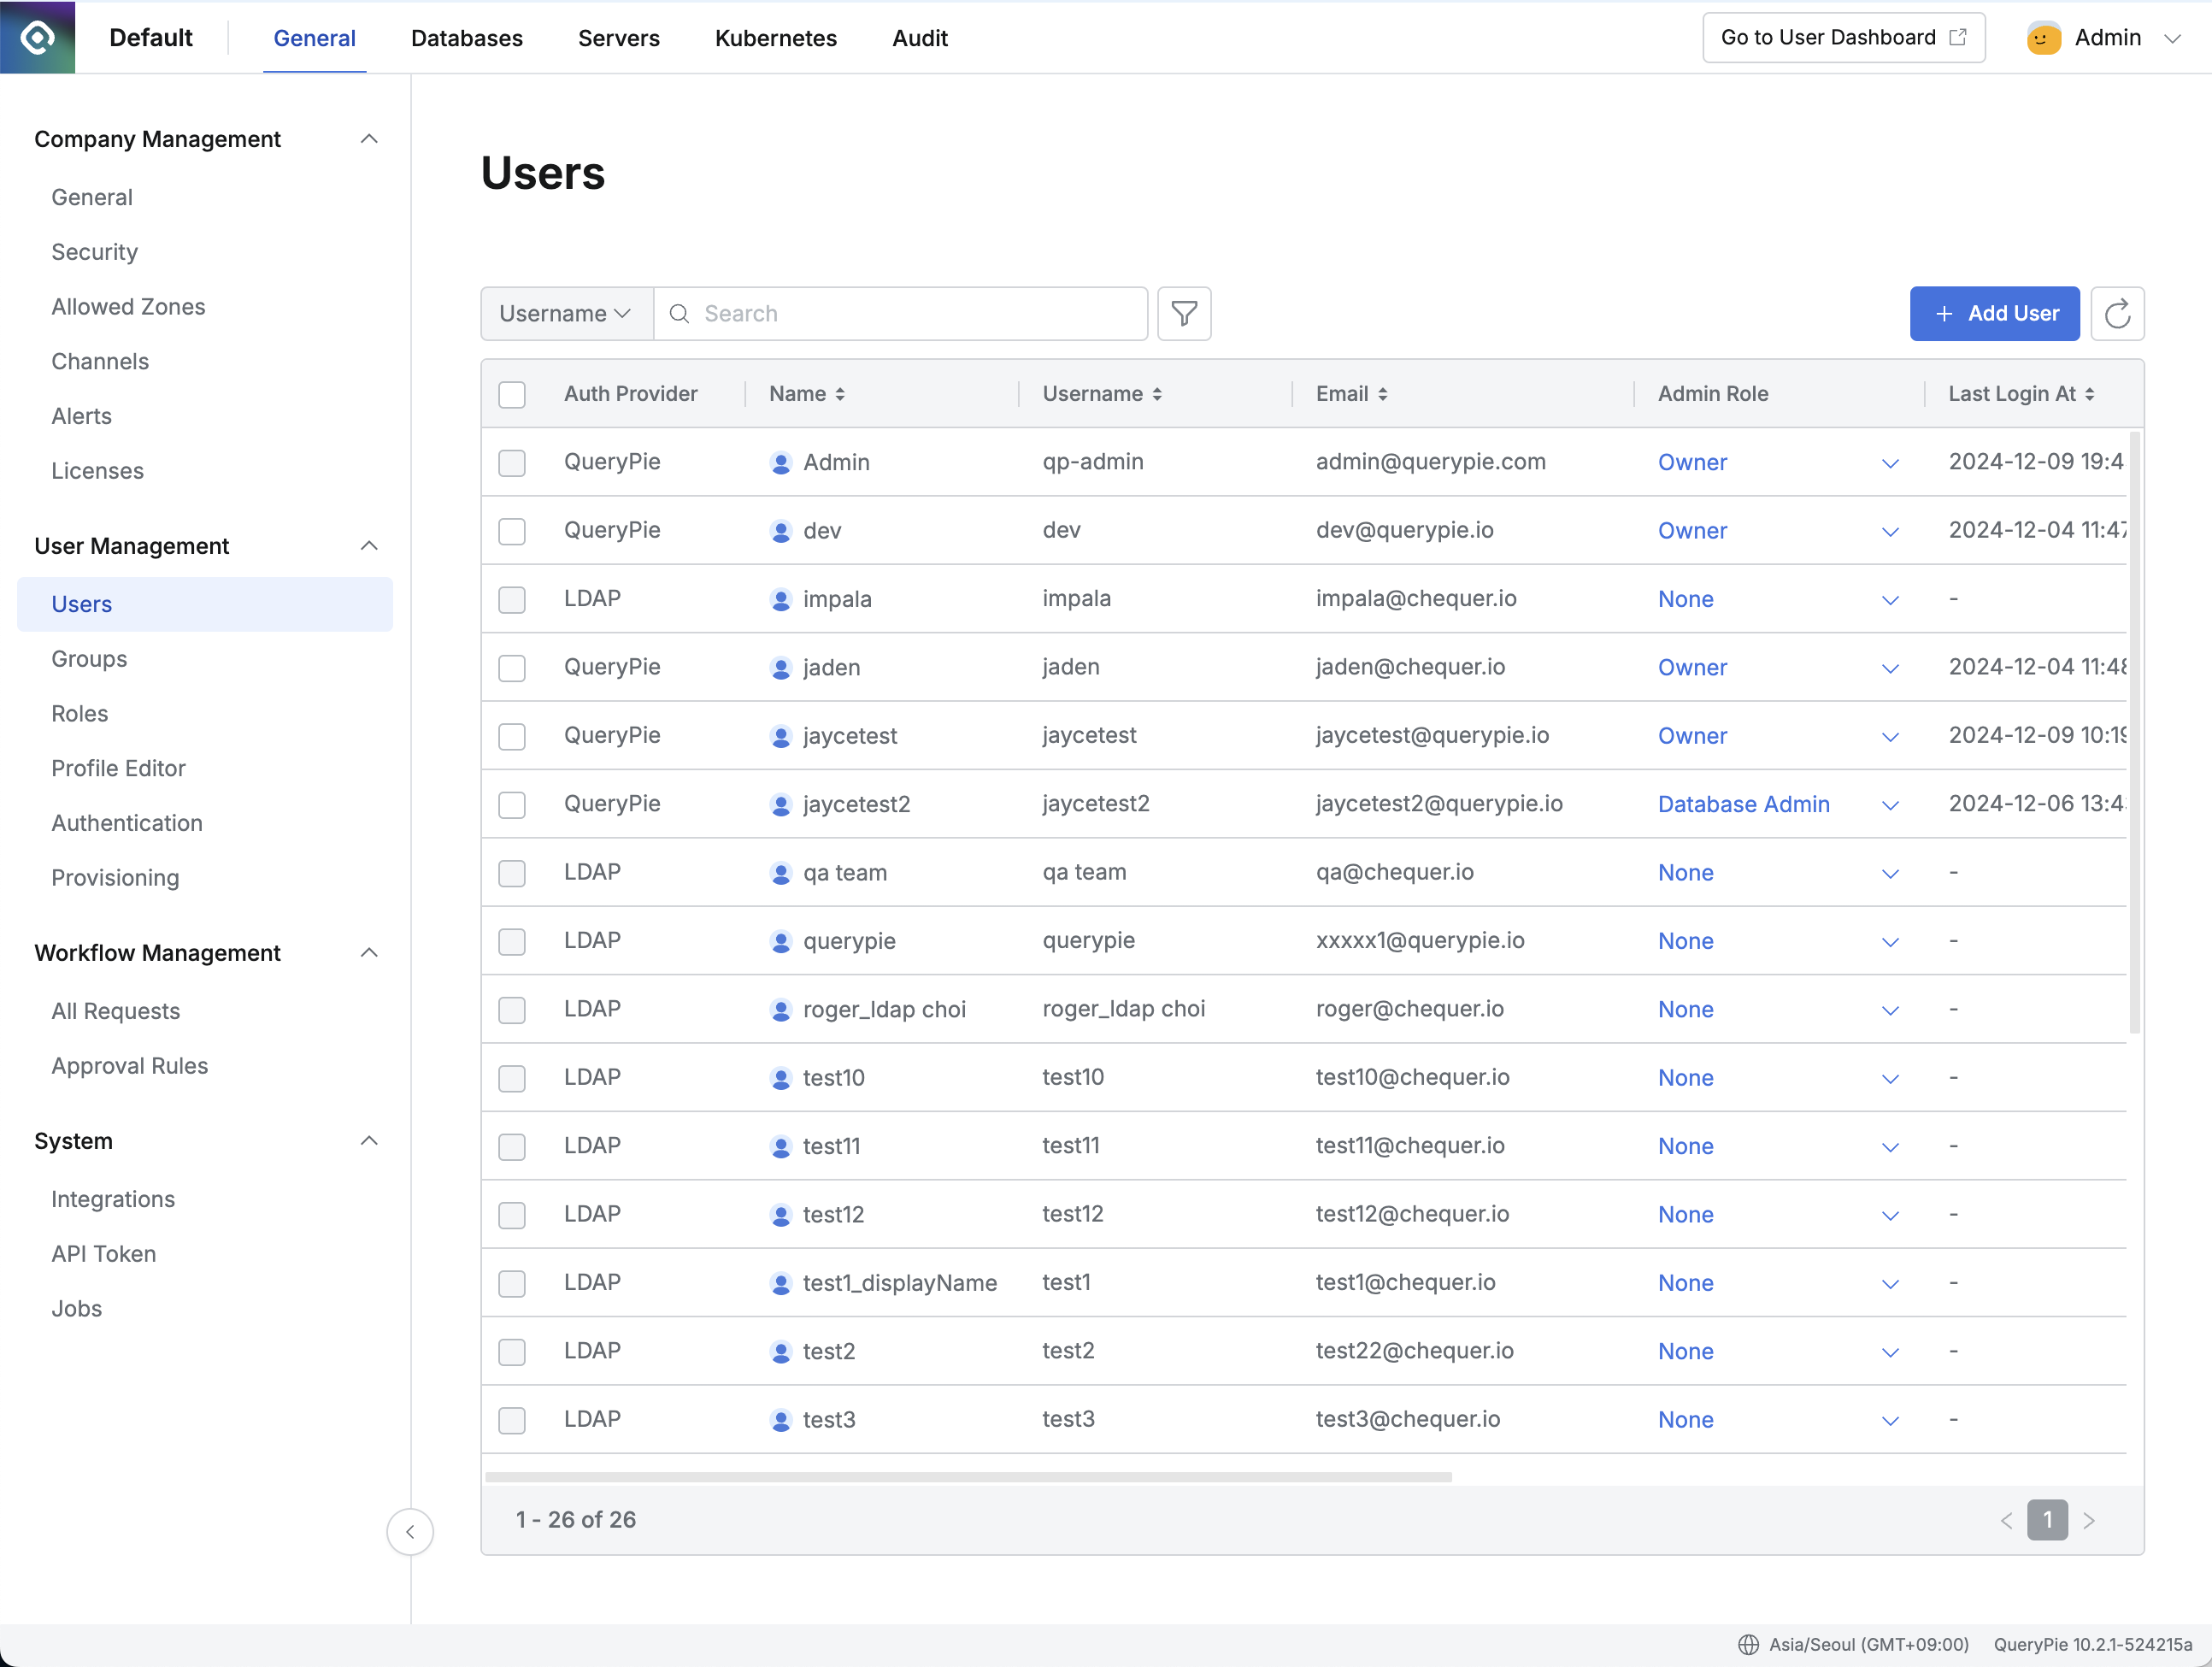 Default General Databases Servers Kubernetes Audit Go to User Dashboard Admin
Company Management
General
Security
Allowed Zones
Channels
Alerts
Licenses
User Management
Users
Groups
Roles
Profile Editor
Authentication
Provisioning
Workflow Management
All Requests
Approval Rules
System
Integrations
API Token
Jobs
Users
Username Search + Add User
Auth Provider Name Username Email Admin Role Last Login At
QueryPie Admin qp-admin admin@querypie.com Owner 2024-12-09 19:4
QueryPie dev dev dev@querypie.io Owner 2024-12-04 11:47
LDAP impala impala impala@chequer.io None -
QueryPie jaden jaden jaden@chequer.io Owner 2024-12-04 11:48
QueryPie jaycetest jaycetest jaycetest@querypie.io Owner 2024-12-09 10:19
QueryPie jaycetest2 jaycetest2 jaycetest2@querypie.io Database Admin 2024-12-06 13:4
LDAP qa team qa team qa@chequer.io None -
LDAP querypie querypie xxxxx1@querypie.io None -
LDAP roger_ldap choi roger_ldap choi roger@chequer.io None -
LDAP test10 test10 test10@chequer.io None -
LDAP test11 test11 test11@chequer.io None -
LDAP test12 test12 test12@chequer.io None -
LDAP test1_displayName test1 test1@chequer.io None -
LDAP test2 test2 test22@chequer.io None -
LDAP test3 test3 test3@chequer.io None -
1 - 26 of 26 < 1 >
Asia/Seoul (GMT+09:00) QueryPie 10.2.1-524215a